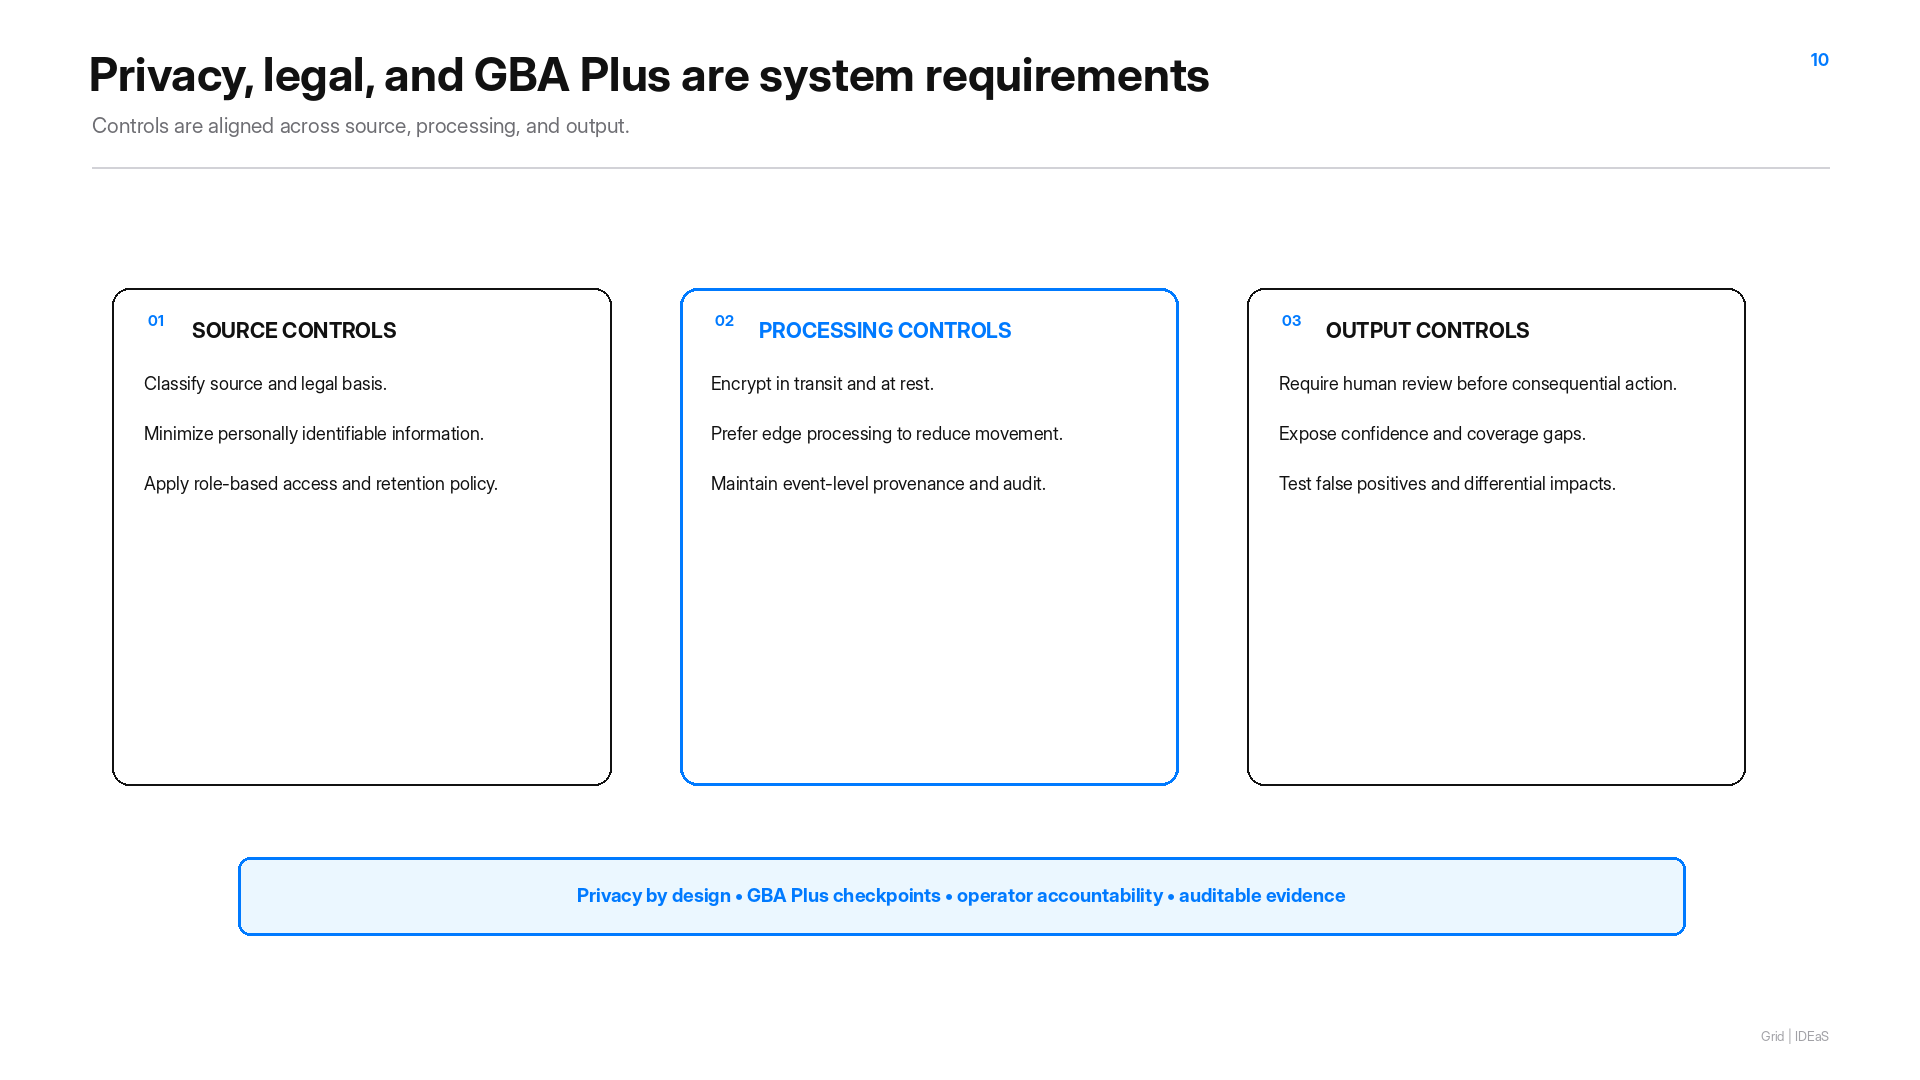 Privacy, legal, and GBA Plus are system requirements
10
Controls are aligned across source, processing, and output.
01 SOURCE CONTROLS
Classify source and legal basis.
Minimize personally identifiable information.
Apply role-based access and retention policy.
02 PROCESSING CONTROLS
Encrypt in transit and at rest.
Prefer edge processing to reduce movement.
Maintain event-level provenance and audit.
03 OUTPUT CONTROLS
Require human review before consequential action.
Expose confidence and coverage gaps.
Test false positives and differential impacts.
Privacy by design • GBA Plus checkpoints • operator accountability • auditable evidence
Grid | IDEaS